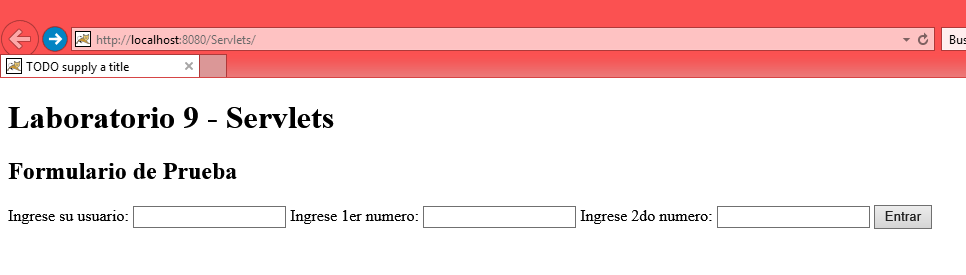 http://localhost:8080/Servlets/ Bus
TODO supply a title
Laboratorio 9 - Servlets
Formulario de Prueba
Ingrese su usuario: Ingrese 1er numero: Ingrese 2do numero: Entrar